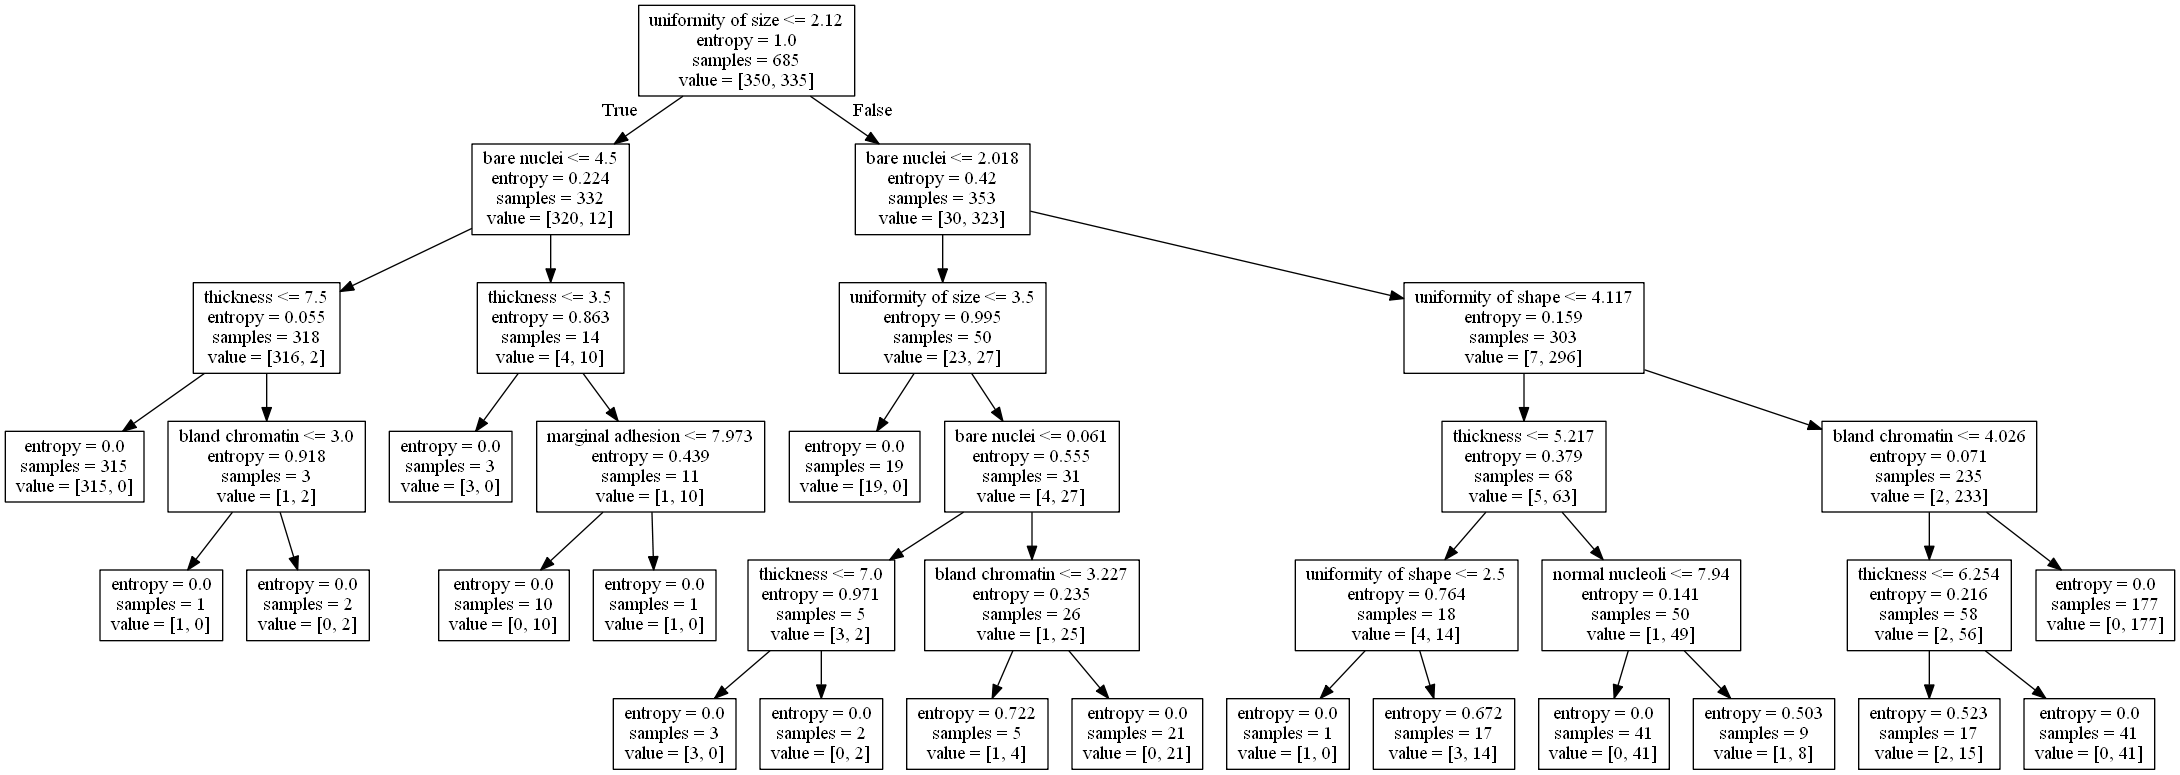 uniformity of size <= 2.12
entropy = 1.0
samples = 685
value = [350, 335]
True
False
bare nuclei <= 4.5
entropy = 0.224
samples = 332
value = [320, 12]
bare nuclei <= 2.018
entropy = 0.42
samples = 353
value = [30, 323]
thickness <= 7.5
entropy = 0.055
samples = 318
value = [316, 2]
thickness <= 3.5
entropy = 0.863
samples = 14
value = [4, 10]
uniformity of size <= 3.5
entropy = 0.995
samples = 50
value = [23, 27]
uniformity of shape <= 4.117
entropy = 0.159
samples = 303
value = [7, 296]
entropy = 0.0
samples = 315
value = [315, 0]
bland chromatin <= 3.0
entropy = 0.918
samples = 3
value = [1, 2]
entropy = 0.0
samples = 3
value = [3, 0]
marginal adhesion <= 7.973
entropy = 0.439
samples = 11
value = [1, 10]
entropy = 0.0
samples = 19
value = [19, 0]
bare nuclei <= 0.061
entropy = 0.555
samples = 31
value = [4, 27]
thickness <= 5.217
entropy = 0.379
samples = 68
value = [5, 63]
bland chromatin <= 4.026
entropy = 0.071
samples = 235
value = [2, 233]
entropy = 0.0
samples = 1
value = [1, 0]
entropy = 0.0
samples = 2
value = [0, 2]
entropy = 0.0
samples = 10
value = [0, 10]
entropy = 0.0
samples = 1
value = [1, 0]
thickness <= 7.0
entropy = 0.971
samples = 5
value = [3, 2]
bland chromatin <= 3.227
entropy = 0.235
samples = 26
value = [1, 25]
uniformity of shape <= 2.5
entropy = 0.764
samples = 18
value = [4, 14]
normal nucleoli <= 7.94
entropy = 0.141
samples = 50
value = [1, 49]
thickness <= 6.254
entropy = 0.216
samples = 58
value = [2, 56]
entropy = 0.0
samples = 177
value = [0, 177]
entropy = 0.0
samples = 3
value = [3, 0]
entropy = 0.0
samples = 2
value = [0, 2]
entropy = 0.722
samples = 5
value = [1, 4]
entropy = 0.0
samples = 21
value = [0, 21]
entropy = 0.0
samples = 1
value = [1, 0]
entropy = 0.672
samples = 17
value = [3, 14]
entropy = 0.0
samples = 41
value = [0, 41]
entropy = 0.503
samples = 9
value = [1, 8]
entropy = 0.523
samples = 17
value = [2, 15]
entropy = 0.0
samples = 41
value = [0, 41]